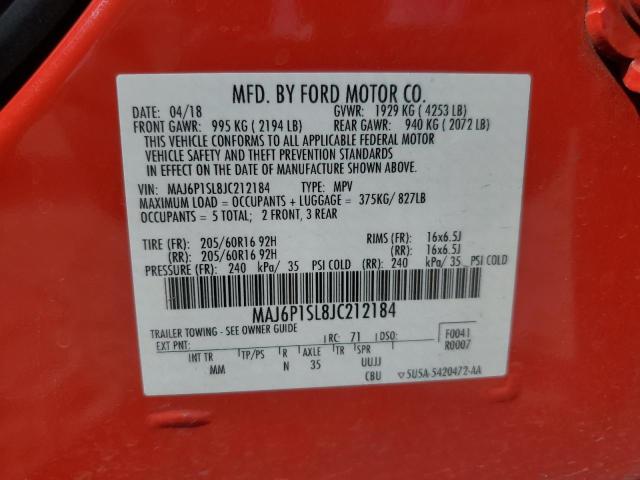 MFD. BY FORD MOTOR CO.
DATE: 04/18 GVWR: 1929 KG ( 4253 LB)
FRONT GAWR: 995 KG ( 2194 LB) REAR GAWR: 940 KG ( 2072 LB)
THIS VEHICLE CONFORMS TO ALL APPLICABLE FEDERAL MOTOR
VEHICLE SAFETY AND THEFT PREVENTION STANDARDS
IN EFFECT ON THE DATE OF MANUFACTURE SHOWN ABOVE.
VIN: MAJ6P1SL8JC212184 TYPE: MPV
MAXIMUM LOAD = OCCUPANTS + LUGGAGE = 375KG/ 827LB
OCCUPANTS = 5 TOTAL; 2 FRONT, 3 REAR
TIRE (FR): 205/60R16 92H RIMS (FR): 16x6.5J
(RR): 205/60R16 92H (RR): 16x6.5J
PRESSURE (FR): 240 kPa/ 35 PSI COLD (RR): 240 kPa/ 35 PSI COLD
MAJ6P1SL8JC212184
TRAILER TOWING - SEE OWNER GUIDE
EXT PNT: RC: 71 DSO: F0041
R0007
INT TR TP/PS R AXLE TR SPR
MM N 35 UUJJ
CBU ▽5U5A-5420472-AA